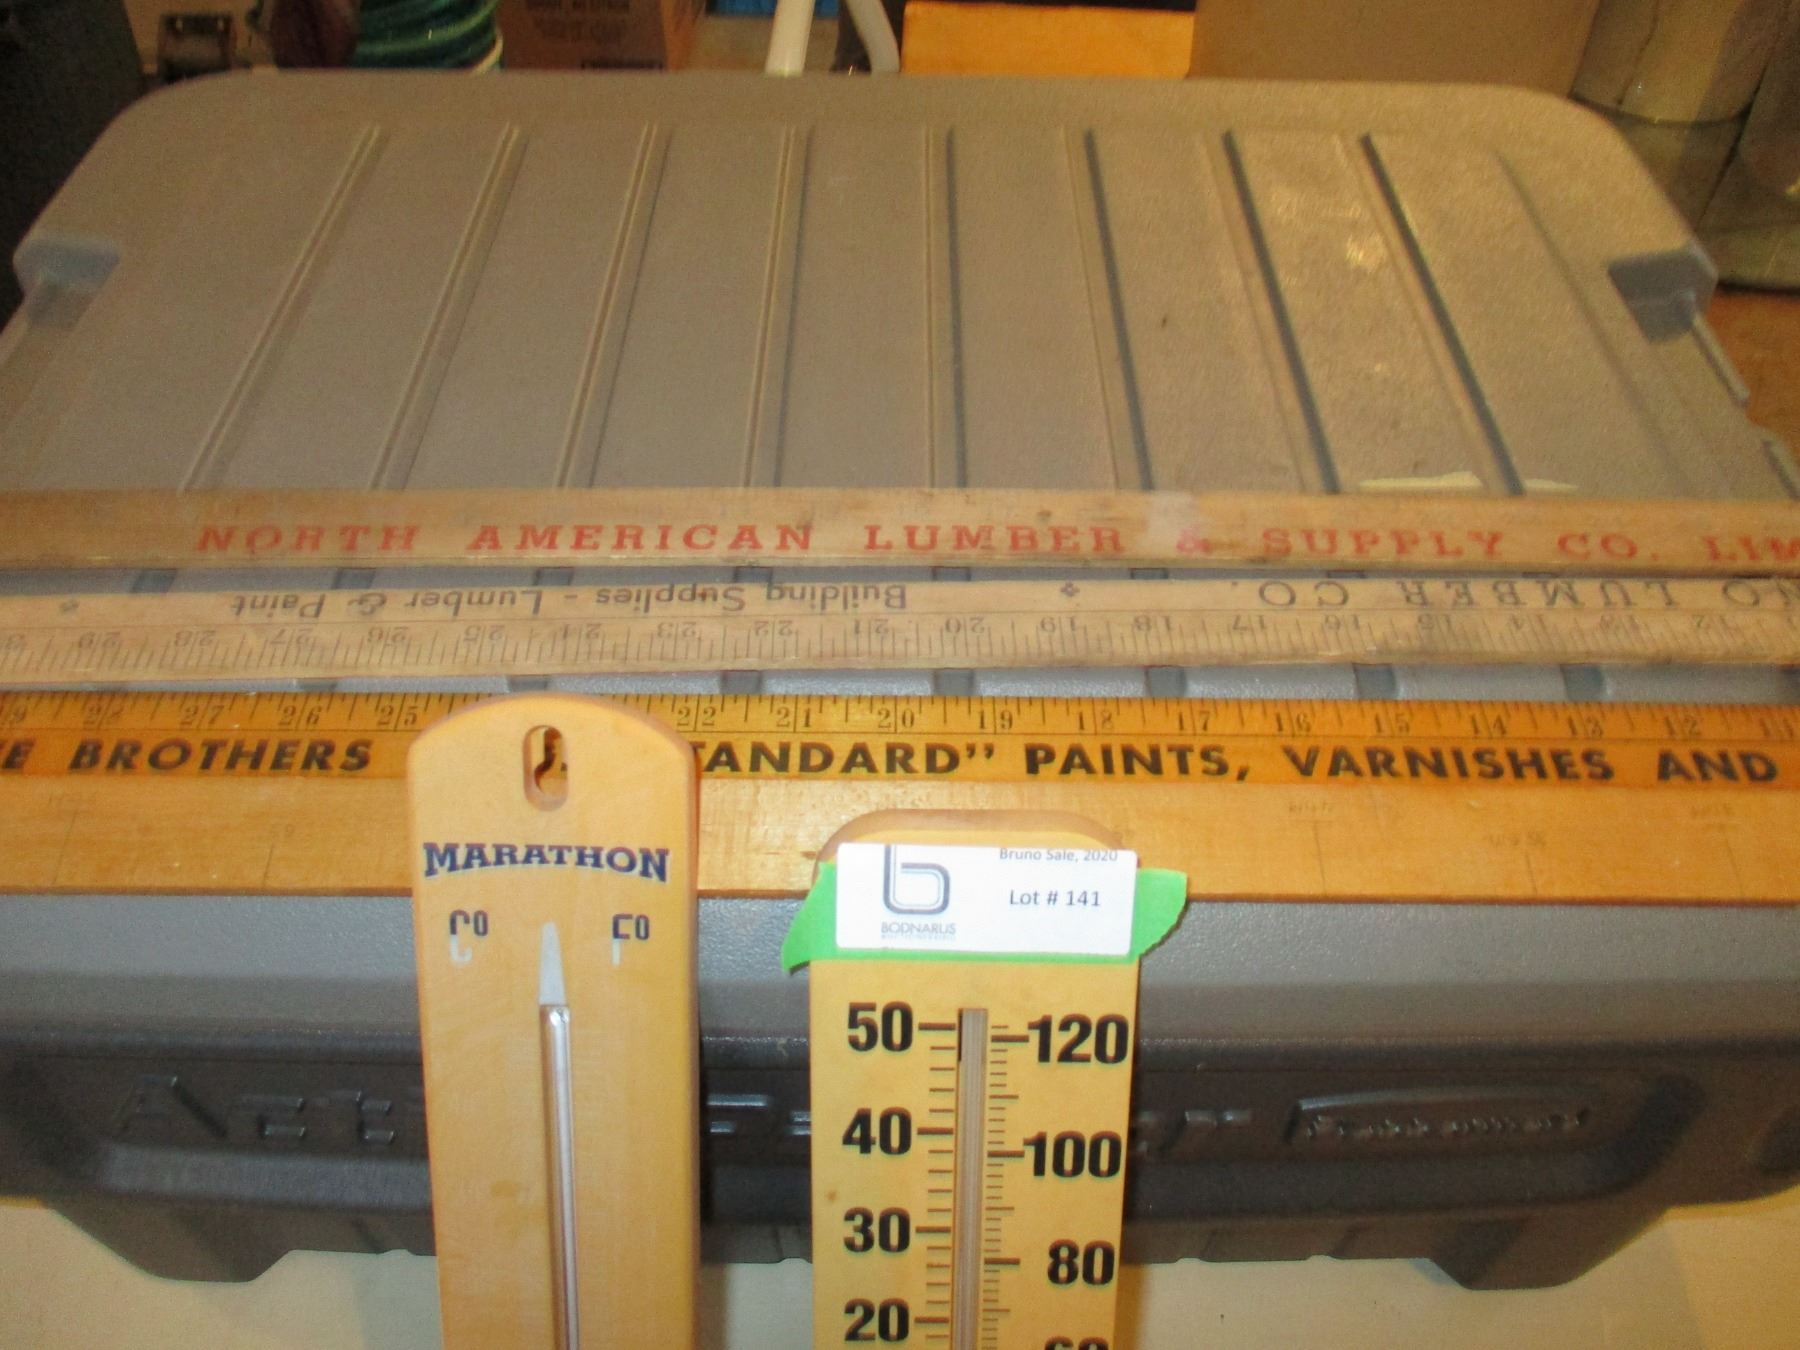 NORTH AMERICAN LUMBER & SUPPLY CO. LIM
NO LUMBER CO.
Building Supplies - Lumber & Paint
12 13 14 15 16 17 18 19 20 21 22 23 24 25 26 27 28 29
27 26 25 22 21 20 19 18 17 16 15 14 13 12 11
E BROTHERS TANDARD” PAINTS, VARNISHES AND
MARATHON
C° F°
Bruno Sale, 2020
Lot # 141
b
BODNARUS
50 120
40 100
30 80
20 60